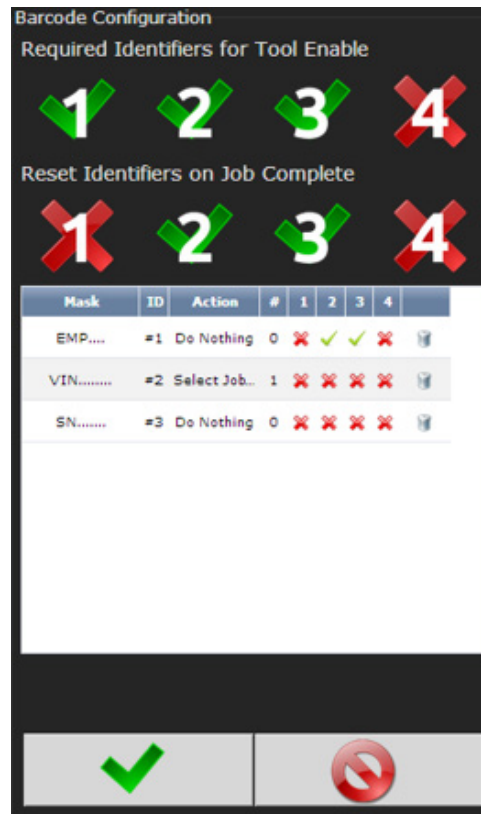 Barcode Configuration
Required Identifiers for Tool Enable
1 2 3 4
Reset Identifiers on Job Complete
1 2 3 4
Mask ID Action # 1 2 3 4
EMP.... =1 Do Nothing 0
VIN......... =2 Select Job... 1
SN....... =3 Do Nothing 0